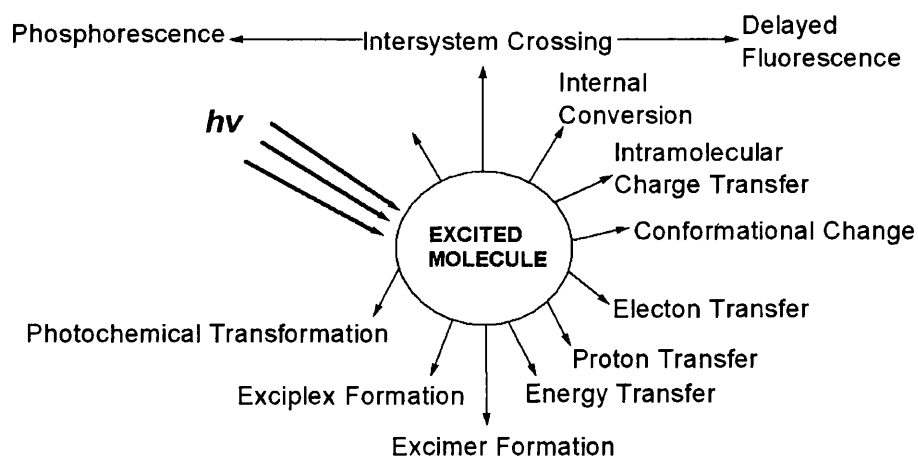 Phosphorescence
Intersystem Crossing
Delayed
Fluorescence
hν
Internal
Conversion
Intramolecular
Charge Transfer
EXCITED
MOLECULE
Conformational Change
Electon Transfer
Photochemical Transformation
Proton Transfer
Exciplex Formation
Energy Transfer
Excimer Formation